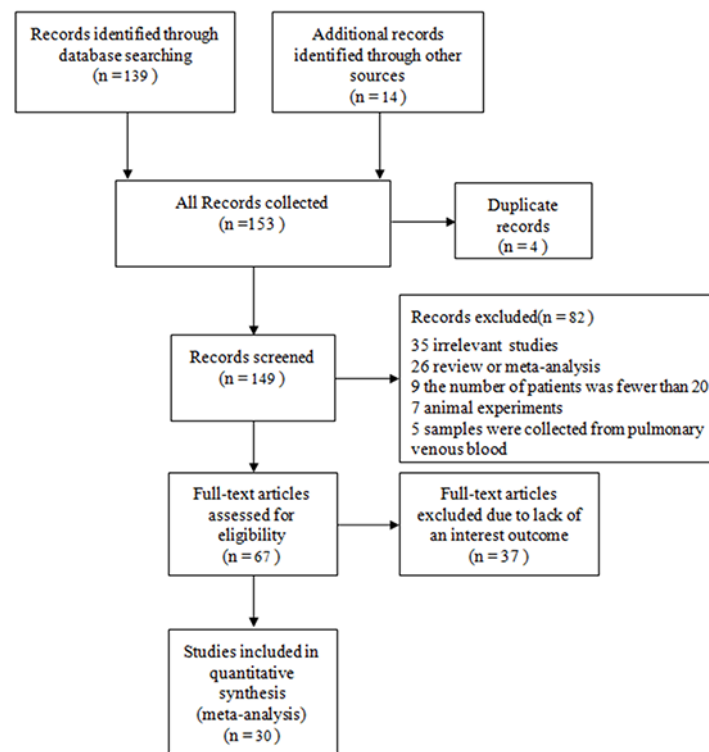 Records identified through
database searching
(n =139 )
Additional records
identified through other
sources
(n = 14 )
All Records collected
(n =153 )
Duplicate
records
(n = 4 )
Records screened
(n = 149 )
Records excluded(n = 82 )
35 irrelevant studies
26 review or meta-analysis
9 the number of patients was fewer than 20
7 animal experiments
5 samples were collected from pulmonary
venous blood
Full-text articles
assessed for
eligibility
(n = 67 )
Full-text articles
excluded due to lack of
an interest outcome
(n = 37 )
Studies included in
quantitative
synthesis
(meta-analysis)
(n = 30 )